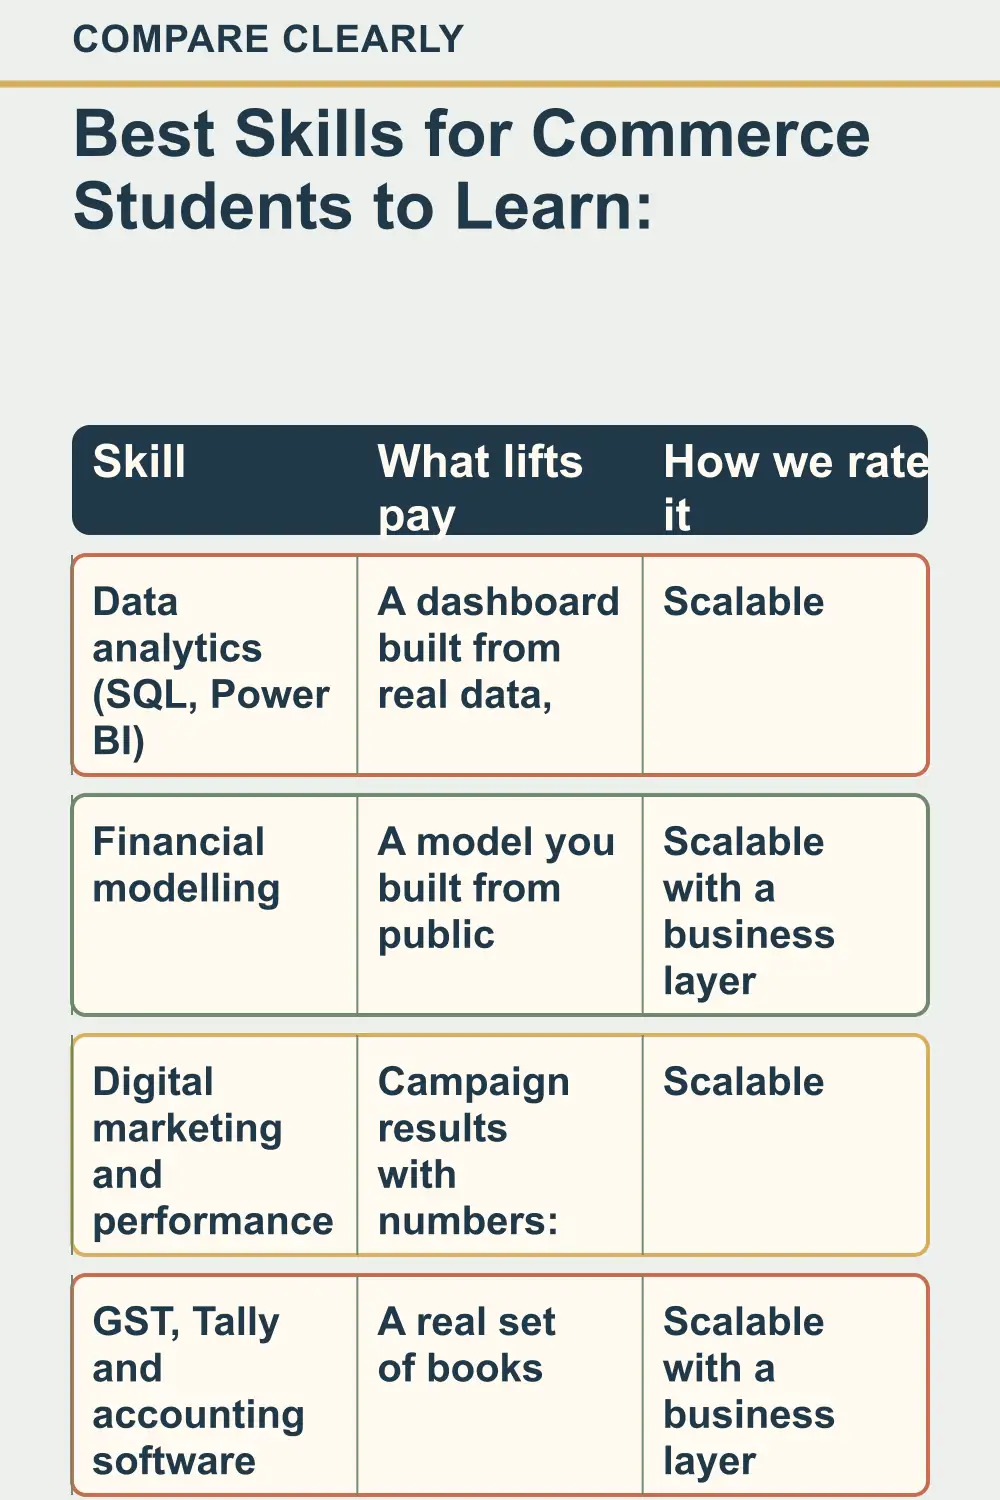 COMPARE CLEARLY
Best Skills for Commerce
Students to Learn:
Skill
What lifts
pay
How we rate
it
Data
analytics
(SQL, Power
BI)
A dashboard
built from
real data,
Scalable
Financial
modelling
A model you
built from
public
Scalable
with a
business
layer
Digital
marketing
and
performance
Campaign
results
with
numbers:
Scalable
GST, Tally
and
accounting
software
A real set
of books
Scalable
with a
business
layer